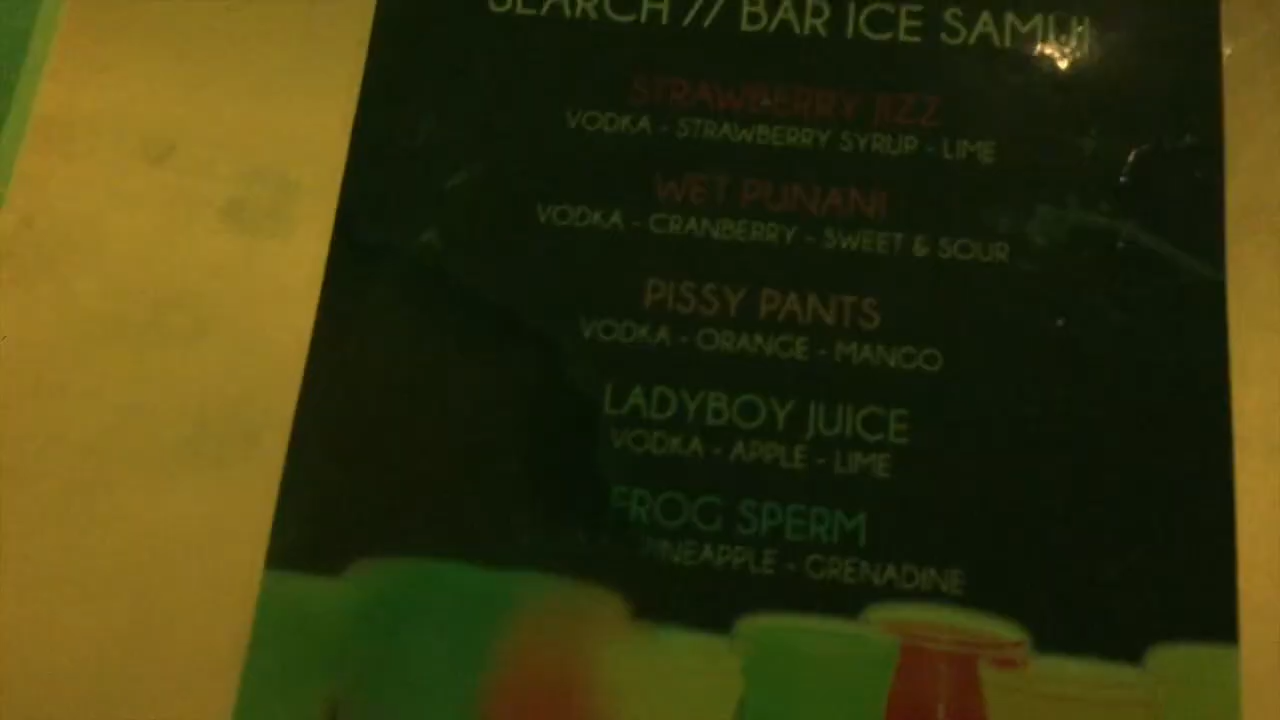 SEARCH // BAR ICE SAMUI
STRAWBERRY JIZZ
VODKA - STRAWBERRY SYRUP - LIME
WET PUNANI
VODKA - CRANBERRY - SWEET & SOUR
PISSY PANTS
VODKA - ORANGE - MANGO
LADYBOY JUICE
VODKA - APPLE - LIME
FROG SPERM
PINEAPPLE - GRENADINE